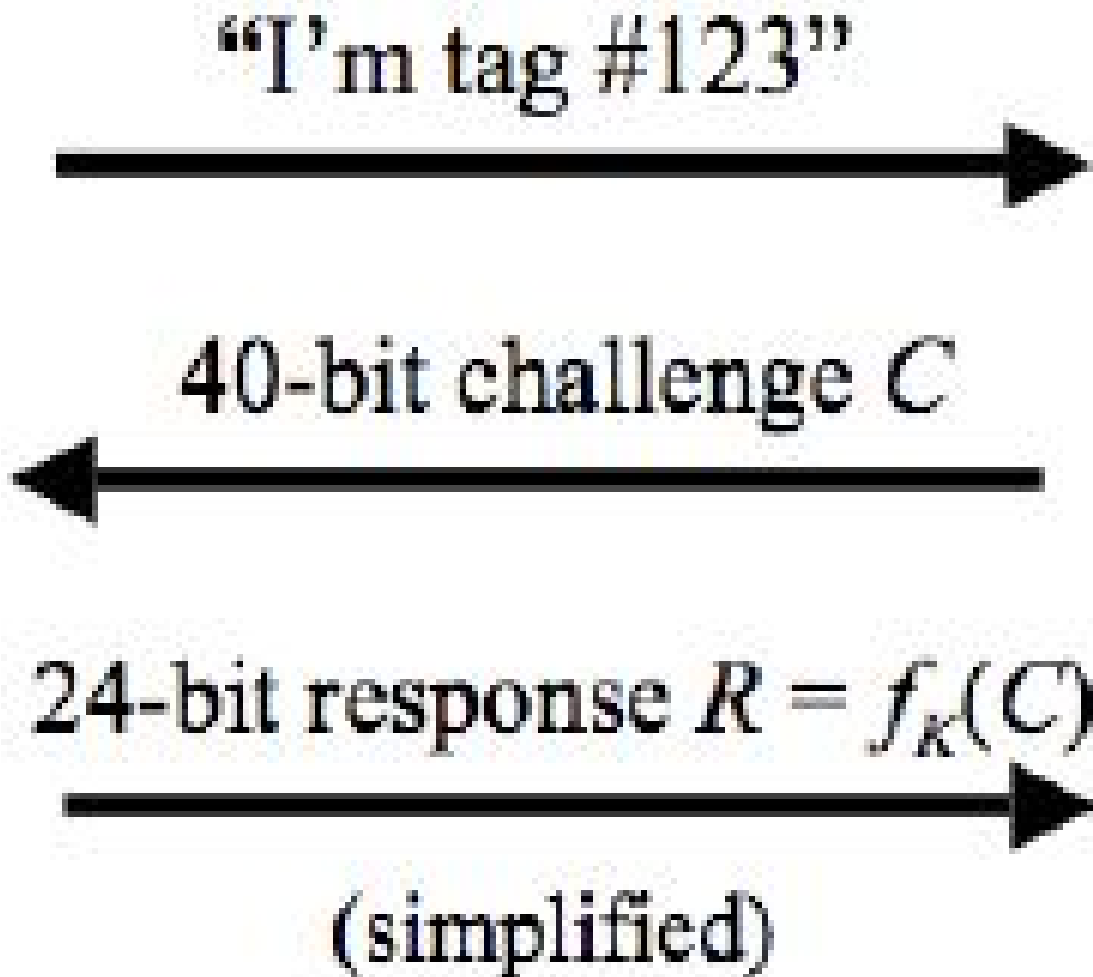 “I’m tag #123”
40-bit challenge C
24-bit response R = fK(C)
(simplified)